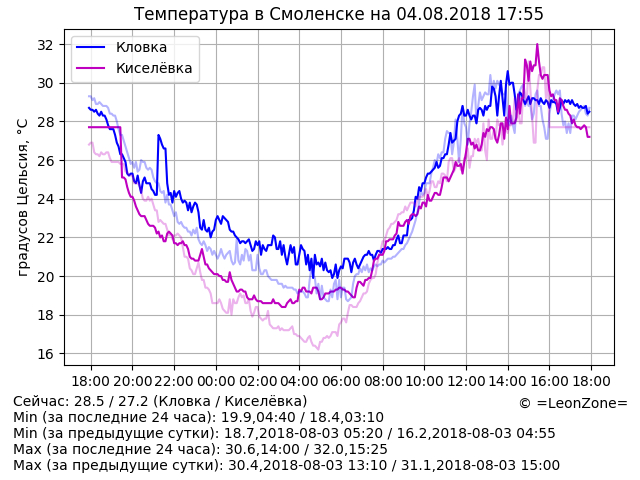 Температура в Смоленске на 04.08.2018 17:55
Кловка
Киселёвка
градусов Цельсия, °C
32
30
28
26
24
22
20
18
16
18:00 20:00 22:00 00:00 02:00 04:00 06:00 08:00 10:00 12:00 14:00 16:00 18:00
Сейчас: 28.5 / 27.2 (Кловка / Киселёвка)
© =LeonZone=
Min (за последние 24 часа): 19.9,04:40 / 18.4,03:10
Min (за предыдущие сутки): 18.7,2018-08-03 05:20 / 16.2,2018-08-03 04:55
Max (за последние 24 часа): 30.6,14:00 / 32.0,15:25
Max (за предыдущие сутки): 30.4,2018-08-03 13:10 / 31.1,2018-08-03 15:00